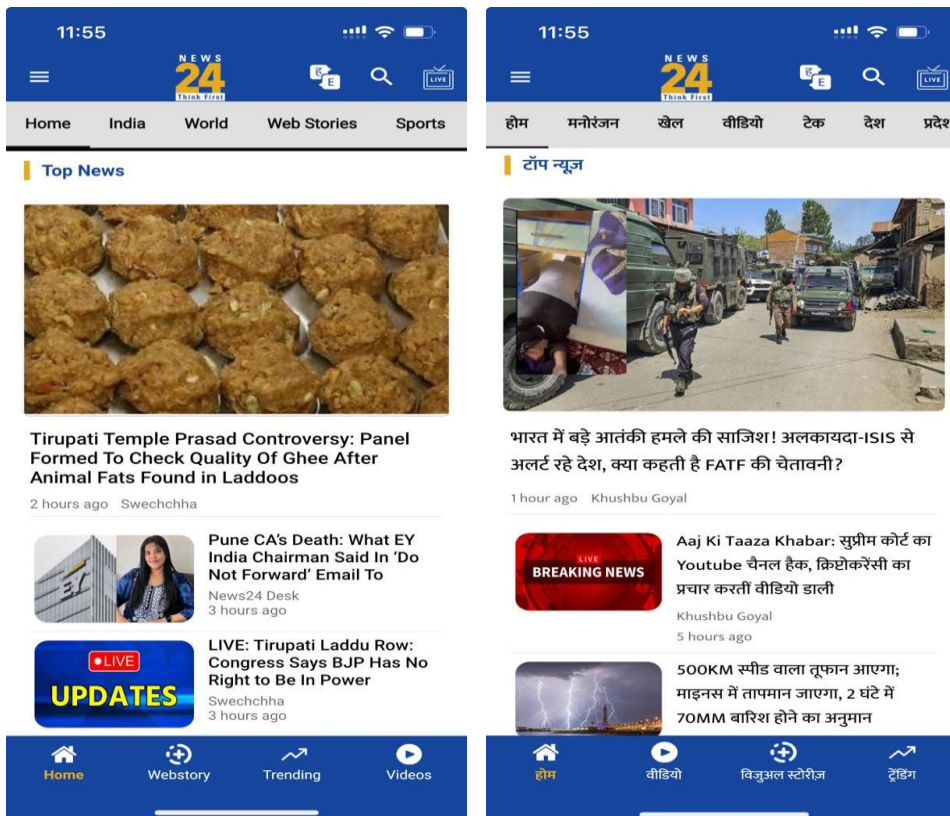 11:55
NEWS
24
Think First
ह
E
LIVE
Home India World Web Stories Sports
Top News
Tirupati Temple Prasad Controversy: Panel
Formed To Check Quality Of Ghee After
Animal Fats Found in Laddoos
2 hours ago Swechchha
EY
Pune CA's Death: What EY
India Chairman Said In ‘Do
Not Forward’ Email To
News24 Desk
3 hours ago
LIVE
UPDATES
LIVE: Tirupati Laddu Row:
Congress Says BJP Has No
Right to Be In Power
Swechchha
3 hours ago
Home Webstory Trending Videos
11:55
NEWS
24
Think First
ह
E
LIVE
होम मनोरंजन खेल वीडियो टेक देश प्रदेश
टॉप न्यूज़
भारत में बड़े आतंकी हमले की साजिश! अलकायदा-ISIS से
अलर्ट रहे देश, क्या कहती है FATF की चेतावनी?
1 hour ago Khushbu Goyal
LIVE
BREAKING NEWS
Aaj Ki Taaza Khabar: सुप्रीम कोर्ट का
Youtube चैनल हैक, क्रिप्टोकरेंसी का
प्रचार करतीं वीडियो डाली
Khushbu Goyal
5 hours ago
500KM स्पीड वाला तूफान आएगा;
माइनस में तापमान जाएगा, 2 घंटे में
70MM बारिश होने का अनुमान
होम वीडियो विजुअल स्टोरीज़ ट्रेंडिंग